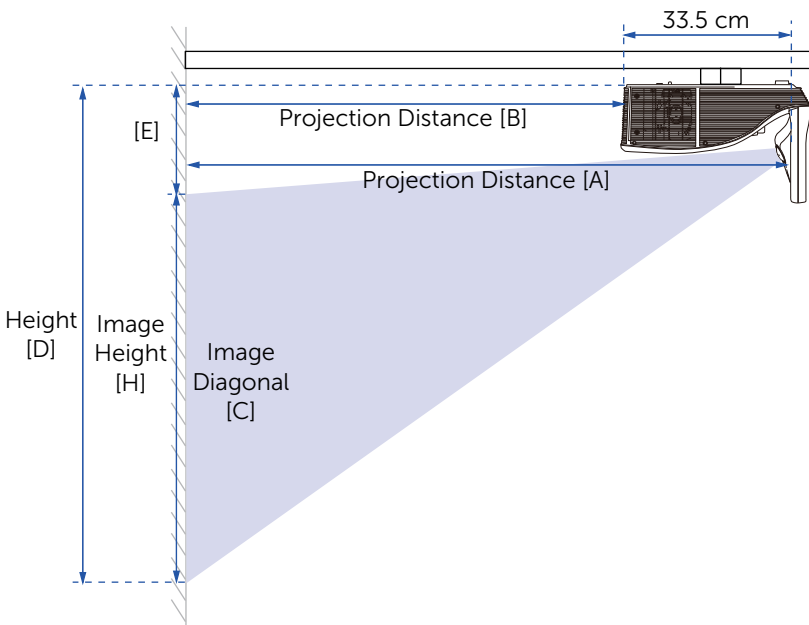 33.5 cm
Projection Distance [B]
[E]
Projection Distance [A]
Height
[D]
Image
Height
[H]
Image
Diagonal
[C]